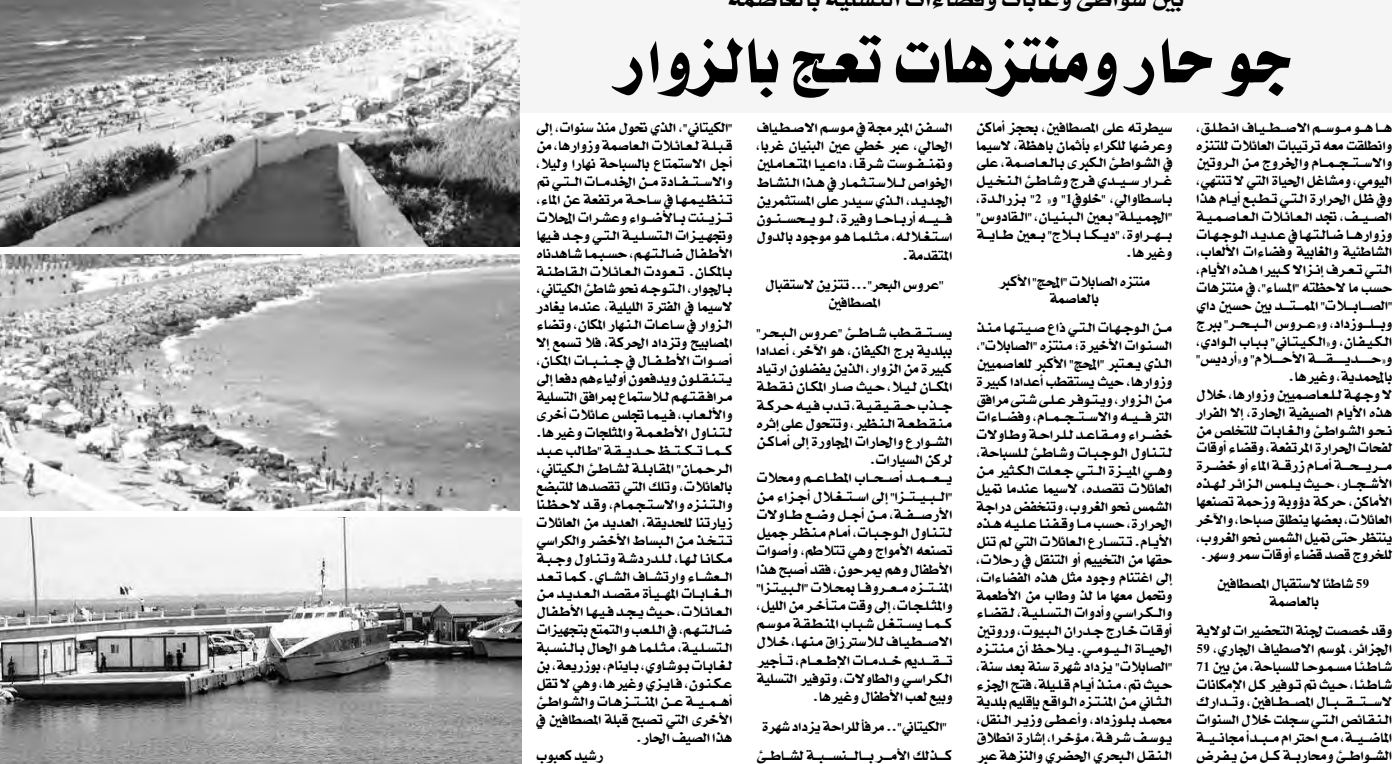 بين شواطئ وغابات وفضاءات التسلية بالعاصمة
جو حار ومنتزهات تعج بالزوار
ها هو موسم الاصطياف انطلق،
وانطلقت معه ترتيبات العائلات للتنزه
والاستجمام والخروج من الروتين
اليومي، ومشاغل الحياة التي لا تنتهي،
وفي ظل الحرارة التي تطبع أيام هذا
الصيف، تجد العائلات العاصمية
وزوارها ضالتها في عديد الوجهات
الشاطئية والغابية وفضاءات الألعاب،
التي تعرف إنزالا كبيرا هذه الأيام،
حسب ما لاحظته "المساء"، في منتزهات
"الصابلات" الممتد بين حسين داي
وبلوزداد، و"عروس البحر" ببرج
الكيفان، و"الكيتاني" بباب الوادي،
و"حديقة الأحلام" و"أرديس"
بالمحمدية، وغيرها.
لا وجهة للعاصميين وزوارها، خلال
هذه الأيام الصيفية الحارة، إلا الفرار
نحو الشواطئ والغابات للتخلص من
لفحات الحرارة المرتفعة، وقضاء أوقات
مريحة أمام زرقة الماء أو خضرة
الأشجار، حيث يلمس الزائر لهذه
الأماكن، حركة دؤوبة وزحمة تصنعها
العائلات، بعضها ينطلق صباحا، والآخر
ينتظر حتى تميل الشمس نحو الغروب،
للخروج قصد قضاء أوقات سمر وسهر.
59 شاطئا لاستقبال المصطافين
بالعاصمة
وقد خصصت لجنة التحضيرات لولاية
الجزائر، لموسم الاصطياف الجاري، 59
شاطئا مسموحا للسباحة، من بين 71
شاطئا، حيث تم توفير كل الإمكانات
لاستقبال المصطافين، وتدارك
النقائص التي سجلت خلال السنوات
الماضية، مع احترام مبدأ مجانية
الشواطئ ومحاربة كل من يفرض
سيطرته على المصطافين، بحجز أماكن
وعرضها للكراء بأثمان باهظة، لاسيما
في الشواطئ الكبرى بالعاصمة، على
غرار سيدي فرج وشاطئ النخيل
باسطاوالي، "خلوفي1" و" 2" بزرالدة،
"الجميلة" بعين البنيان، "القادوس"
بهراوة، "ديكا بلاج" بعين طاية
وغيرها.
منتزه الصابلات "المحج" الأكبر
بالعاصمة
من الوجهات التي ذاع صيتها منذ
السنوات الأخيرة؛ منتزه "الصابلات"،
الذي يعتبر "المحج" الأكبر للعاصميين
وزوارها، حيث يستقطب أعدادا كبيرة
من الزوار، ويتوفر على شتى مرافق
الترفيه والاستجمام، وفضاءات
خضراء ومقاعد للراحة وطاولات
لتناول الوجبات وشاطئ للسباحة،
وهي الميزة التي جعلت الكثير من
العائلات تقصده، لاسيما عندما تميل
الشمس نحو الغروب، وتنخفض دراجة
الحرارة، حسب ما وقفنا عليه هذه
الأيام. تتسارع العائلات التي لم تنل
حقها من التخييم أو التنقل في رحلات،
إلى اغتنام وجود مثل هذه الفضاءات،
وتحمل معها ما لذ وطاب من الأطعمة
والكراسي وأدوات التسلية، لقضاء
أوقات خارج جدران البيوت، وروتين
الحياة اليومي. يلاحظ أن منتزه
"الصابلات" يزداد شهرة سنة بعد سنة،
حيث تم، منذ أيام قليلة، فتح الجزء
الثاني من المنتزه الواقع بإقليم بلدية
محمد بلوزداد، وأعطى وزير النقل،
يوسف شرفة، مؤخرا، إشارة انطلاق
النقل البحري الحضري والنزهة عبر
السفن المبرمجة في موسم الاصطياف
الحالي، عبر خطي عين البنيان غربا،
وتمنفوست شرقا، داعيا المتعاملين
الخواص للاستثمار في هذا النشاط
الجديد، الذي سيدر على المستثمرين
فيه أرباحا وفيرة، لو يحسنون
استغلاله، مثلما هو موجود بالدول
المتقدمة.
"عروس البحر"... تتزين لاستقبال
المصطافين
يستقطب شاطئ "عروس البحر"
ببلدية برج الكيفان، هو الآخر، أعدادا
كبيرة من الزوار، الذين يفضلون ارتياد
المكان ليلا، حيث صار المكان نقطة
جذب حقيقية، تدب فيه حركة
منقطعة النظير، وتتحول على إثره
الشوارع والحارات المجاورة إلى أماكن
لركن السيارات.
يعمد أصحاب المطاعم ومحلات
"البيتزا" إلى استغلال أجزاء من
الأرصفة، من أجل وضع طاولات
لتناول الوجبات، أمام منظر جميل
تصنعه الأمواج وهي تتلاطم، وأصوات
الأطفال وهم يمرحون، فقد أصبح هذا
المنتزه معروفا بمحلات "البيتزا"
والمثلجات، إلى وقت متأخر من الليل،
كما يستغل شباب المنطقة موسم
الاصطياف للاسترزاق منها، خلال
تقديم خدمات الإطعام، تأجير
الكراسي والطاولات، وتوفير التسلية
وبيع لعب الأطفال وغيرها.
"الكيتاني".. مرفأ للراحة يزداد شهرة
كذلك الأمر بالنسبة لشاطئ
"الكيتاني"، الذي تحول منذ سنوات، إلى
قبلة لعائلات العاصمة وزوارها، من
أجل الاستمتاع بالسباحة نهارا وليلا،
والاستفادة من الخدمات التي تم
تنظيمها في ساحة مرتفعة عن الماء،
تزينت بالأضواء وعشرات المحلات
وتجهيزات التسلية التي وجد فيها
الأطفال ضالتهم، حسبما شاهدناه
بالمكان. تعودت العائلات القاطنة
بالجوار، التوجه نحو شاطئ الكيتاني،
لاسيما في الفترة الليلية، عندما يغادر
الزوار في ساعات النهار المكان، وتضاء
المصابيح وتزداد الحركة، فلا تسمع إلا
أصوات الأطفال في جنبات المكان،
يتنقلون ويدفعون أولياءهم دفعا إلى
مرافقتهم للاستماع بمرافق التسلية
والألعاب، فيما تجلس عائلات أخرى
لتناول الأطعمة والمثلجات وغيرها.
كما تكتظ حديقة "طالب عبد
الرحمان" المقابلة لشاطئ الكيتاني،
بالعائلات، وتلك التي تقصدها للتبضع
والتنزه والاستجمام، وقد لاحظنا
زيارتنا للحديقة، العديد من العائلات
تتخذ من البساط الأخضر والكراسي
مكانا لها، للدردشة وتناول وجبة
العشاء وارتشاف الشاي. كما تعد
الغابات المهيأة مقصد العديد من
العائلات، حيث يجد فيها الأطفال
ضالتهم، في اللعب والتمتع بتجهيزات
التسلية، مثلما هو الحال بالنسبة
لغابات بوشاوي، باينام، بوزريعة، بن
عكنون، فايزي وغيرها، وهي لا تقل
أهمية عن المنتزهات والشواطئ
الأخرى التي تصبح قبلة المصطافين في
هذا الصيف الحار.
رشيد كعبوب